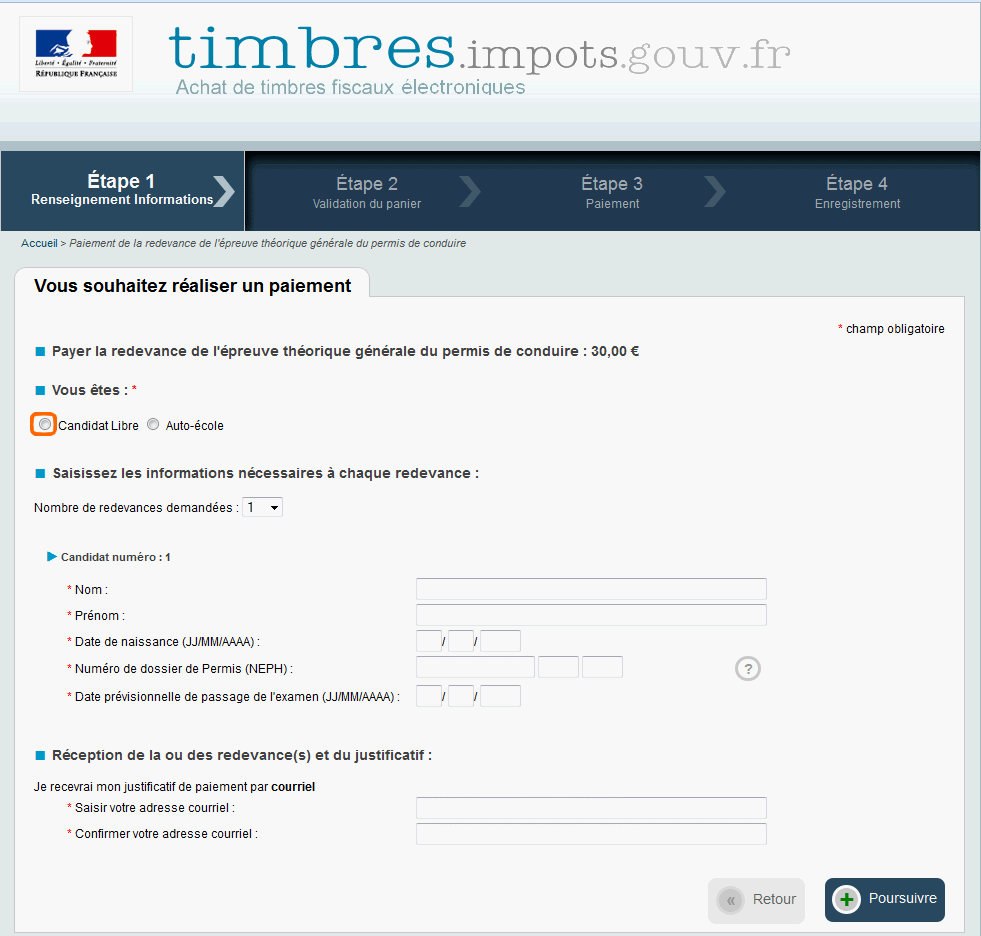 Liberté • Égalité • Fraternité
RÉPUBLIQUE FRANÇAISE
timbres.impots.gouv.fr
Achat de timbres fiscaux électroniques
Étape 1
Renseignement Informations
Étape 2
Validation du panier
Étape 3
Paiement
Étape 4
Enregistrement
Accueil > Paiement de la redevance de l'épreuve théorique générale du permis de conduire
Vous souhaitez réaliser un paiement
* champ obligatoire
Payer la redevance de l'épreuve théorique générale du permis de conduire : 30,00 €
Vous êtes : *
Candidat Libre Auto-école
Saisissez les informations nécessaires à chaque redevance :
Nombre de redevances demandées : 1
Candidat numéro : 1
* Nom :
* Prénom :
* Date de naissance (JJ/MM/AAAA) : / /
* Numéro de dossier de Permis (NEPH) : ?
* Date prévisionnelle de passage de l'examen (JJ/MM/AAAA) : / /
Réception de la ou des redevance(s) et du justificatif :
Je recevrai mon justificatif de paiement par courriel
* Saisir votre adresse courriel :
* Confirmer votre adresse courriel :
« Retour
+ Poursuivre